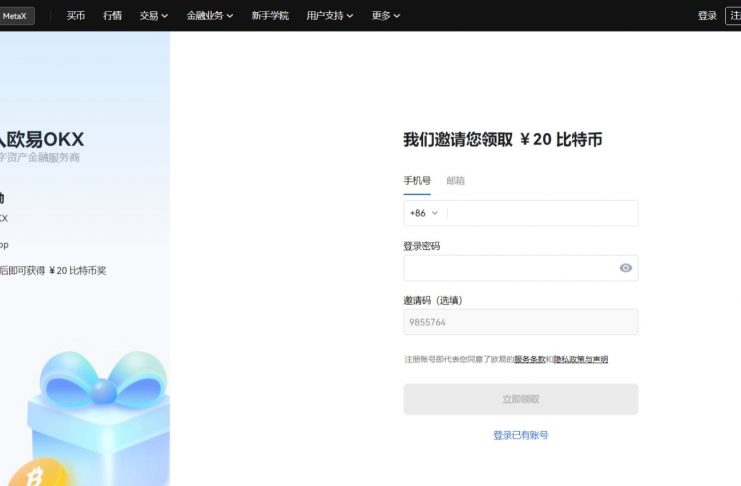 MetaX 买币 行情 交易 金融业务 新手学院 用户支持 更多 登录
入欧易OKX
字资产金融服务商
后即可获得 ￥20 比特币奖
我们邀请您领取 ￥20 比特币
手机号 邮箱
+86
登录密码
邀请码（选填）
9855764
注册账号即代表您同意了欧易的服务条款和隐私政策与声明
立即领取
登录已有账号